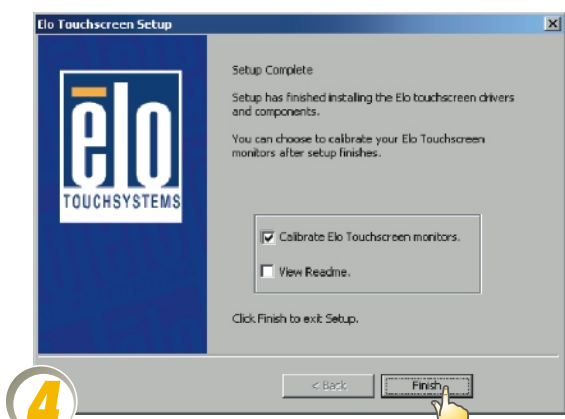 Elo Touchscreen Setup
elo
TOUCHSYSTEMS
Setup Complete
Setup has finished installing the Elo touchscreen drivers
and components.
You can choose to calibrate your Elo Touchscreen
monitors after setup finishes.
Calibrate Elo Touchscreen monitors.
View Readme.
Click Finish to exit Setup.
< Back
Finish
4